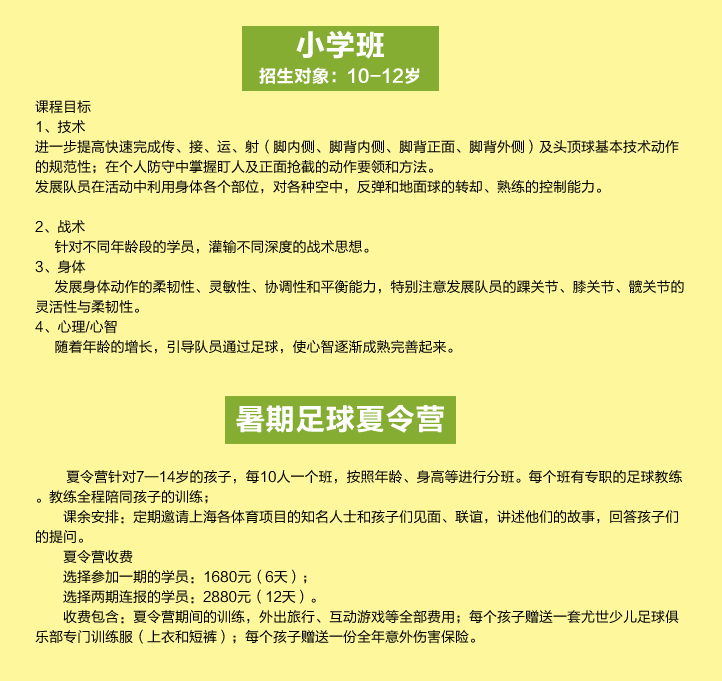 小学班
招生对象：10-12岁
课程目标
1、技术
进一步提高快速完成传、接、运、射（脚内侧、脚背内侧、脚背正面、脚背外侧）及头顶球基本技术动作
的规范性；在个人防守中掌握盯人及正面抢截的动作要领和方法。
发展队员在活动中利用身体各个部位，对各种空中，反弹和地面球的转却、熟练的控制能力。
2、战术
针对不同年龄段的学员，灌输不同深度的战术思想。
3、身体
发展身体动作的柔韧性、灵敏性、协调性和平衡能力，特别注意发展队员的踝关节、膝关节、髋关节的
灵活性与柔韧性。
4、心理/心智
随着年龄的增长，引导队员通过足球，使心智逐渐成熟完善起来。
暑期足球夏令营
夏令营针对7—14岁的孩子，每10人一个班，按照年龄、身高等进行分班。每个班有专职的足球教练
。教练全程陪同孩子的训练；
课余安排：定期邀请上海各体育项目的知名人士和孩子们见面、联谊，讲述他们的故事，回答孩子们
的提问。
夏令营收费
选择参加一期的学员：1680元（6天）；
选择两期连报的学员：2880元（12天）。
收费包含：夏令营期间的训练，外出旅行、互动游戏等全部费用；每个孩子赠送一套尤世少儿足球俱
乐部专门训练服（上衣和短裤）；每个孩子赠送一份全年意外伤害保险。